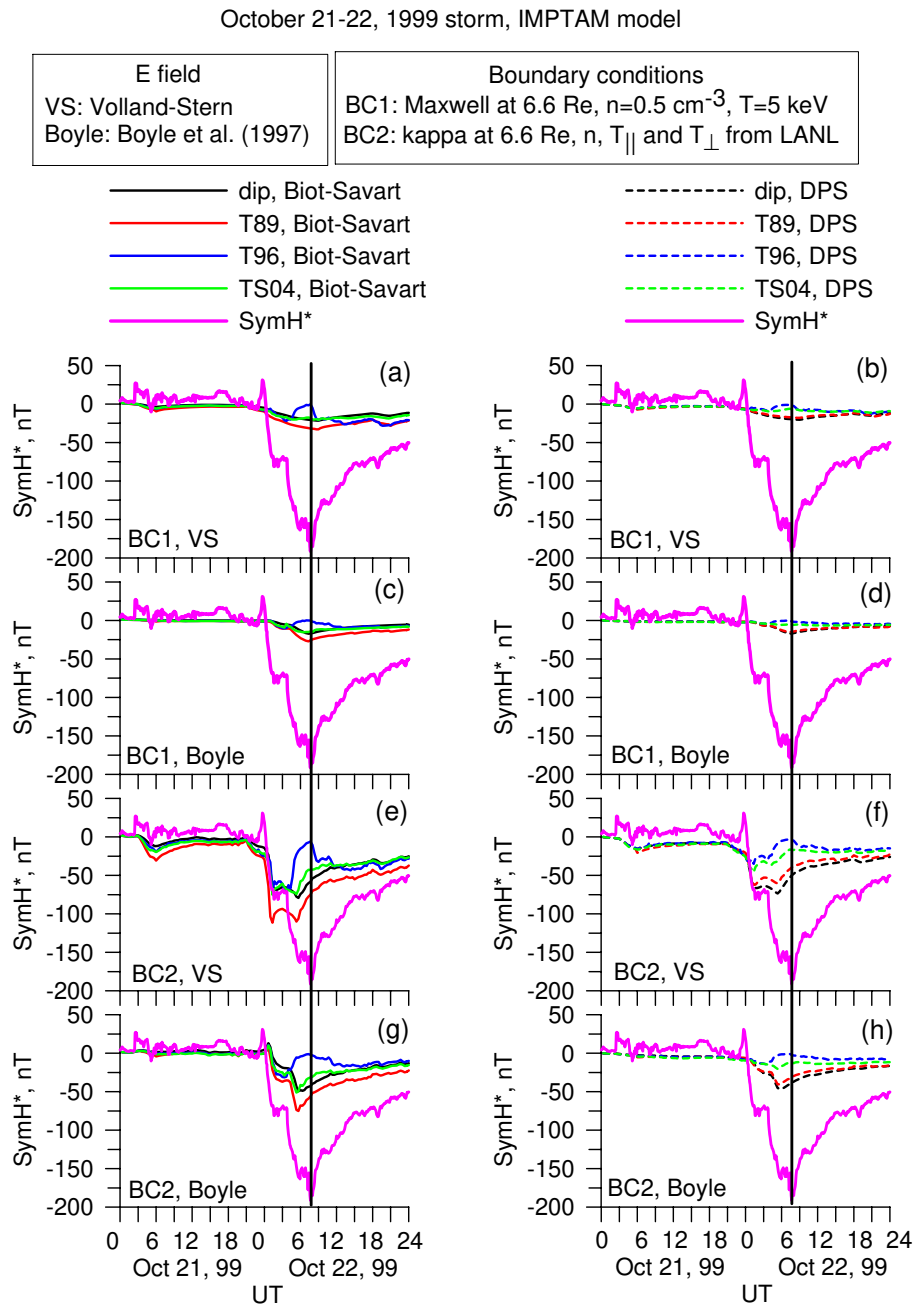 October 21-22, 1999 storm, IMPTAM model
E field
VS: Volland-Stern
Boyle: Boyle et al. (1997)
Boundary conditions
BC1: Maxwell at 6.6 Re, n=0.5 cm⁻³, T=5 keV
BC2: kappa at 6.6 Re, n, T|| and T⊥ from LANL
dip, Biot-Savart
T89, Biot-Savart
T96, Biot-Savart
TS04, Biot-Savart
SymH*
dip, DPS
T89, DPS
T96, DPS
TS04, DPS
SymH*
50
0
-50
-100
-150
-200
SymH*, nT
(a)
BC1, VS
50
0
-50
-100
-150
-200
SymH*, nT
(b)
BC1, VS
50
0
-50
-100
-150
-200
SymH*, nT
(c)
BC1, Boyle
50
0
-50
-100
-150
-200
SymH*, nT
(d)
BC1, Boyle
50
0
-50
-100
-150
-200
SymH*, nT
(e)
BC2, VS
50
0
-50
-100
-150
-200
SymH*, nT
(f)
BC2, VS
50
0
-50
-100
-150
-200
SymH*, nT
(g)
BC2, Boyle
50
0
-50
-100
-150
-200
SymH*, nT
(h)
BC2, Boyle
0 6 12 18 0 6 12 18 24
Oct 21, 99 Oct 22, 99
UT
0 6 12 18 0 6 12 18 24
Oct 21, 99 Oct 22, 99
UT